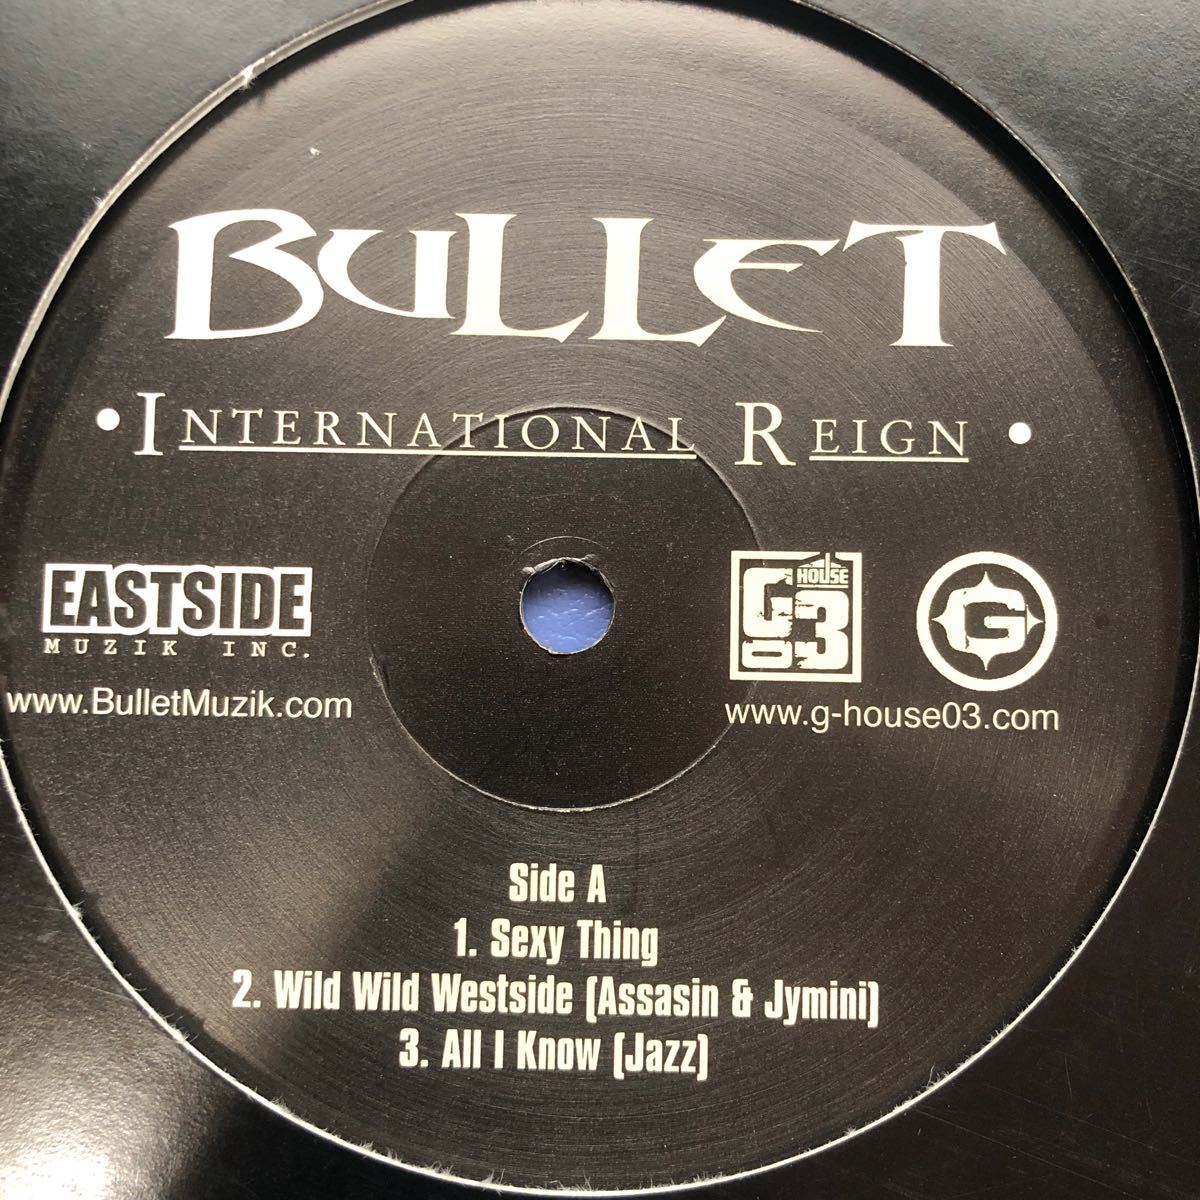 BULLET
• INTERNATIONAL REIGN •
EASTSIDE
MUZIK INC.
www.BulletMuzik.com
G HOUSE
03
G
www.g-house03.com
Side A
1. Sexy Thing
2. Wild Wild Westside (Assasin & Jymini)
3. All I Know (Jazz)